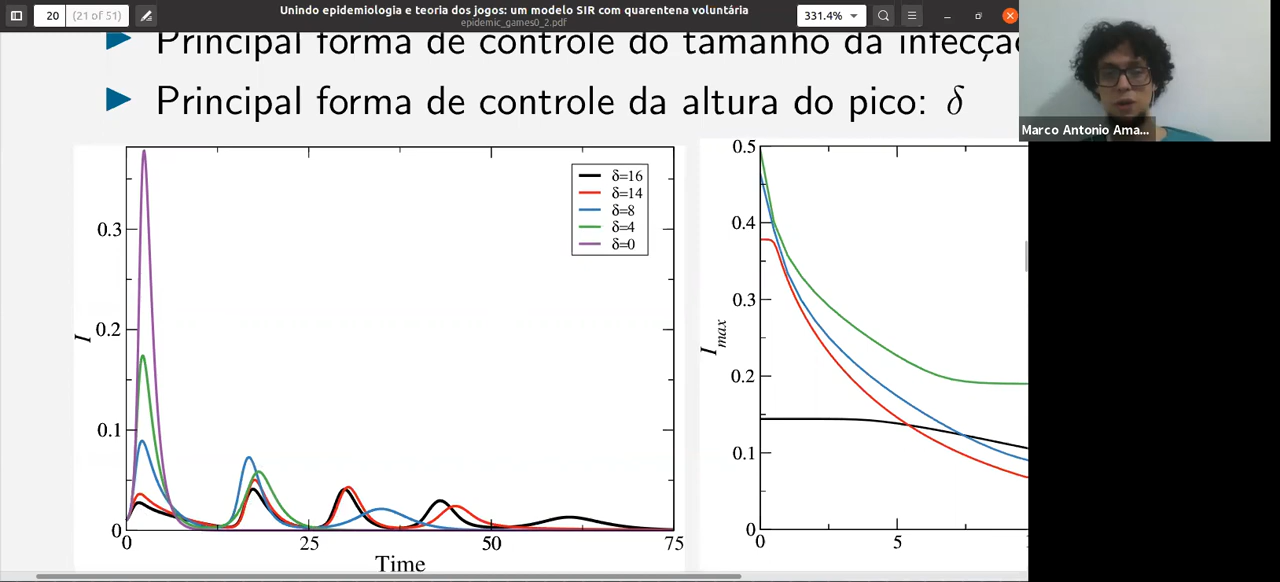 20
(21 of 51)
Unindo epidemiologia e teoria dos jogos: um modelo SIR com quarentena voluntária
epidemic_games0_2.pdf
331.4%
Principal forma de controle do tamanho da infecçã
Principal forma de controle da altura do pico: δ
Marco Antonio Ama...
I
0.3
0.2
0.1
0
0
25
50
75
Time
δ=16
δ=14
δ=8
δ=4
δ=0
I max
0.5
0.4
0.3
0.2
0.1
0
0
5